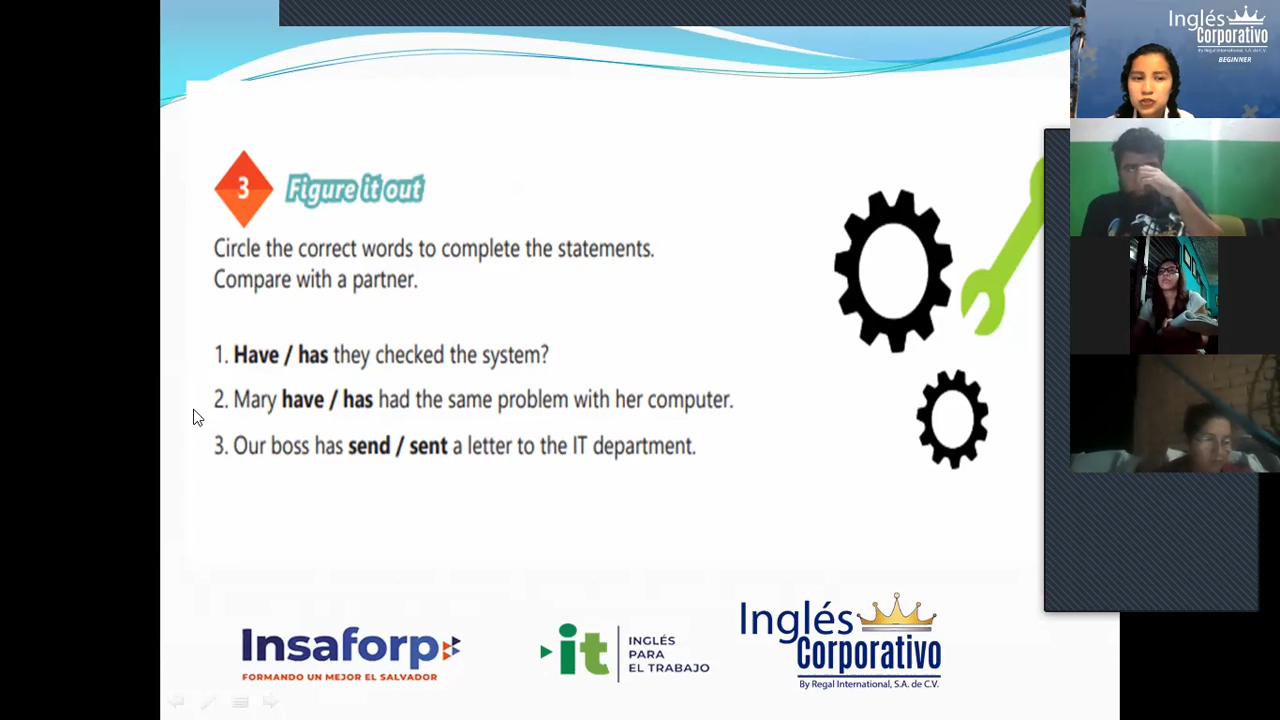 3
Figure it out
Circle the correct words to complete the statements.
Compare with a partner.
1. Have / has they checked the system?
2. Mary have / has had the same problem with her computer.
3. Our boss has send / sent a letter to the IT department.
Insaforp
FORMANDO UN MEJOR EL SALVADOR
it
INGLÉS
PARA
EL TRABAJO
Inglés
Corporativo
By Regal International, S.A. de C.V.
Inglés
Corporativo
By Regal International, S.A. de C.V.
BEGINNER